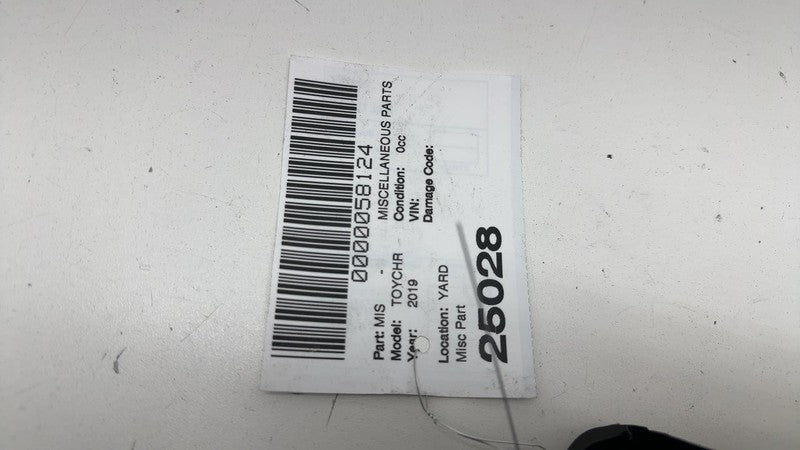 0000058124
Part: MIS - MISCELLANEOUS PARTS
Model: TOYCHR Condition: 0cc
Year: 2019 VIN:
Damage Code:
Location: YARD
Misc Part
25028